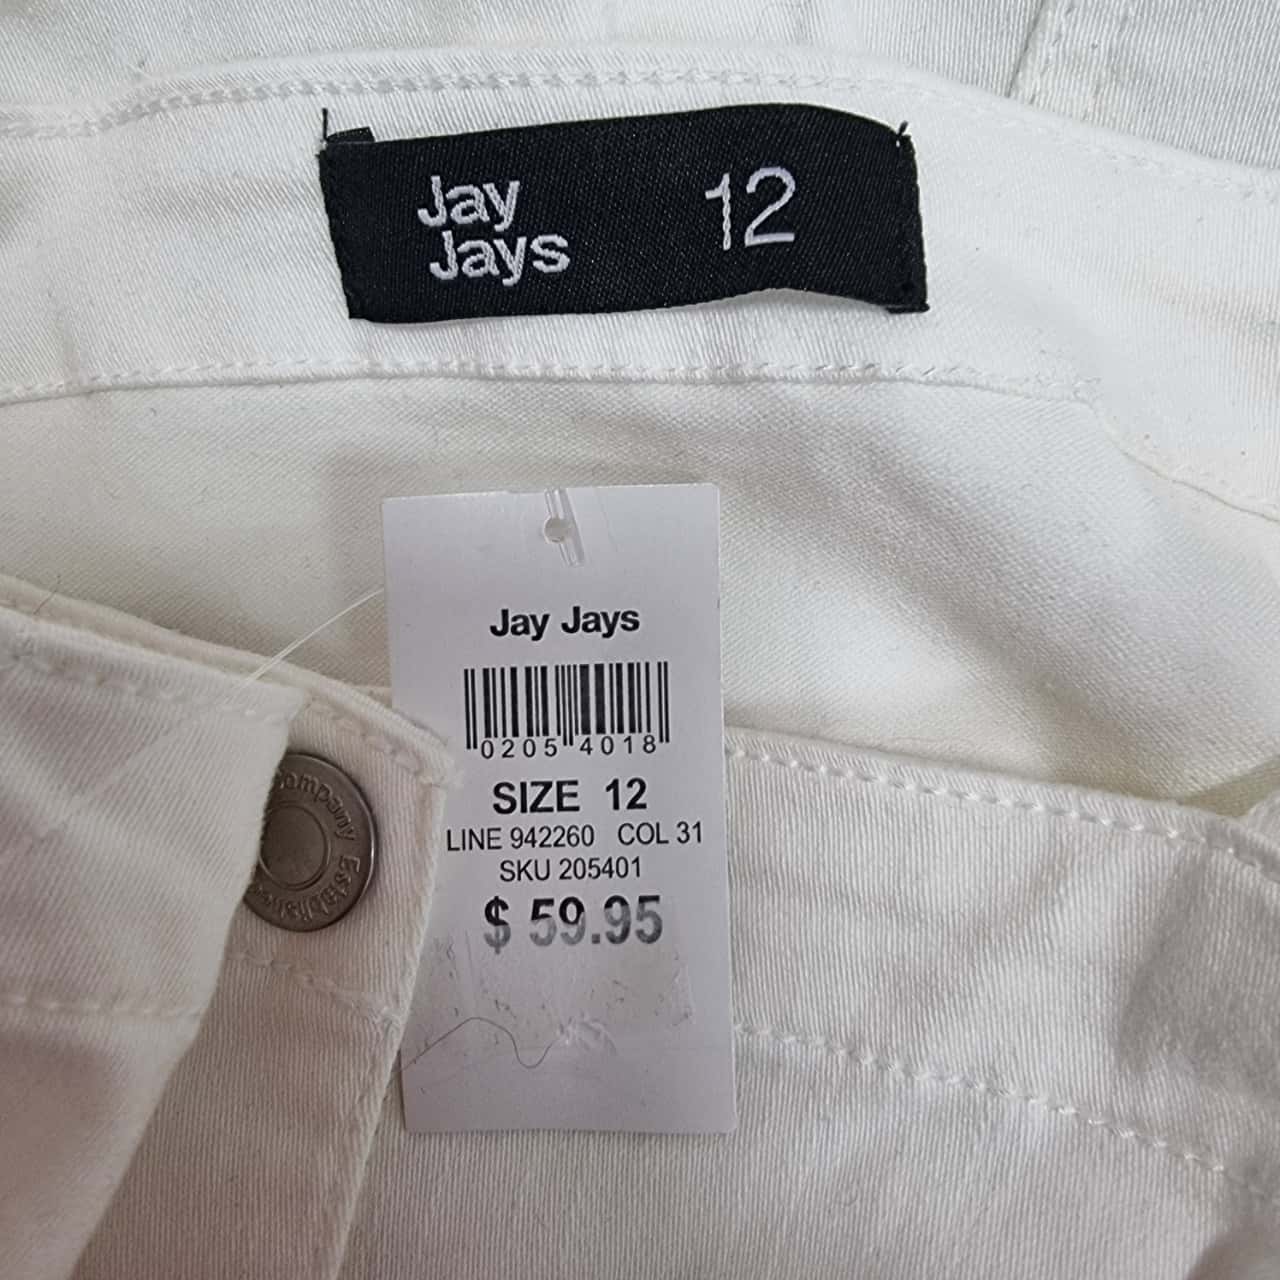 Jay
Jays
12
Jay Jays
0205 4018
SIZE 12
LINE 942260 COL 31
SKU 205401
$ 59.95
Company